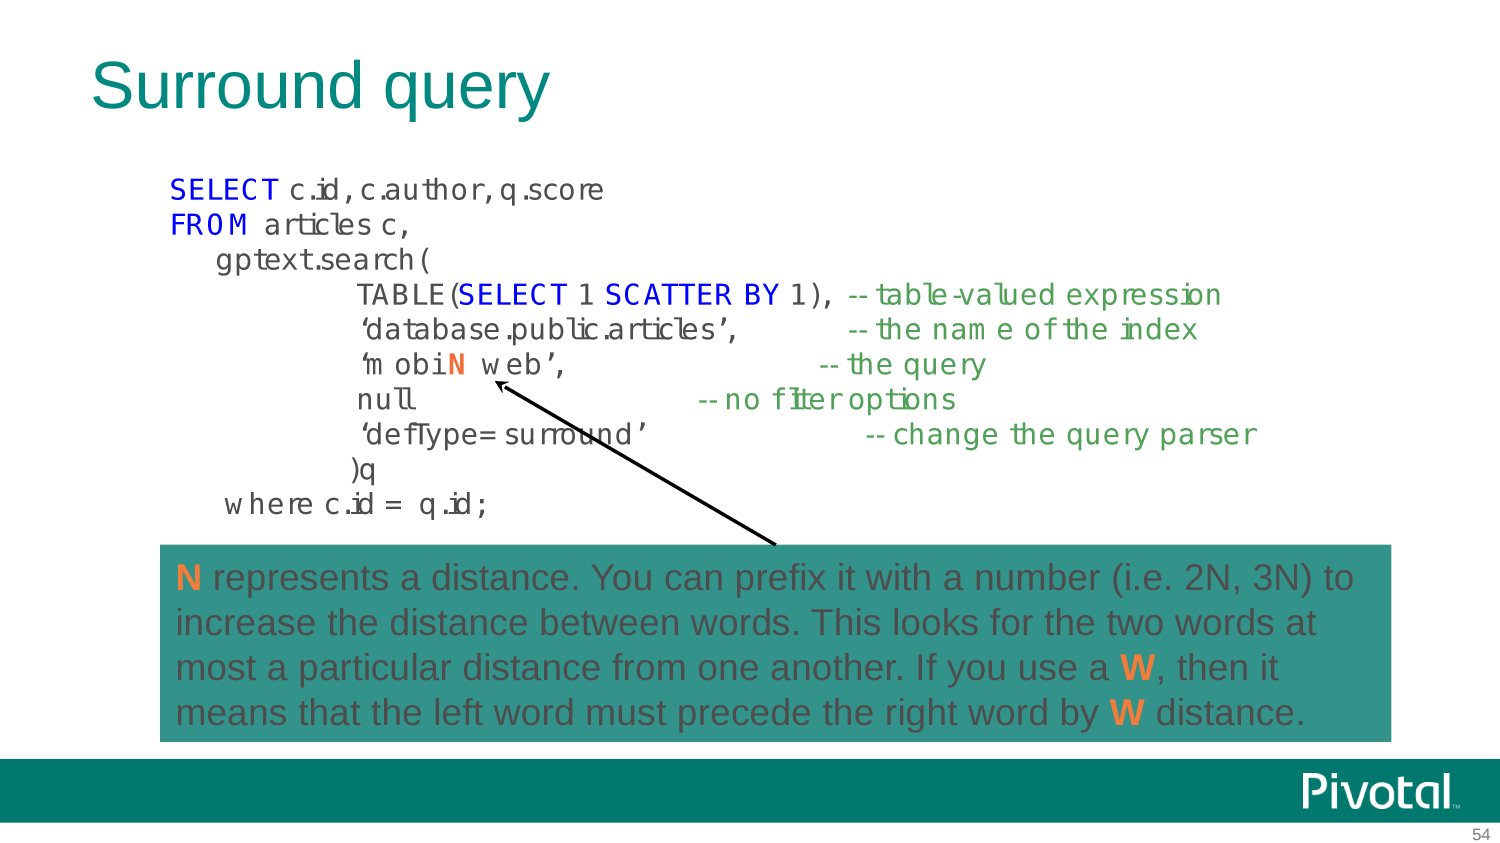 Surround query
SELECT c.id, c.author, q.score
FROM articles c,
gptext.search(
TABLE(SELECT 1 SCATTER BY 1), -- table-valued expression
‘database.public.articles’, -- the name of the index
‘mobi N web’, -- the query
null -- no filter options
‘defType=surround’ -- change the query parser
)q
where c.id = q.id;
N represents a distance. You can prefix it with a number (i.e. 2N, 3N) to
increase the distance between words. This looks for the two words at
most a particular distance from one another. If you use a W, then it
means that the left word must precede the right word by W distance.
Pivotal™
54